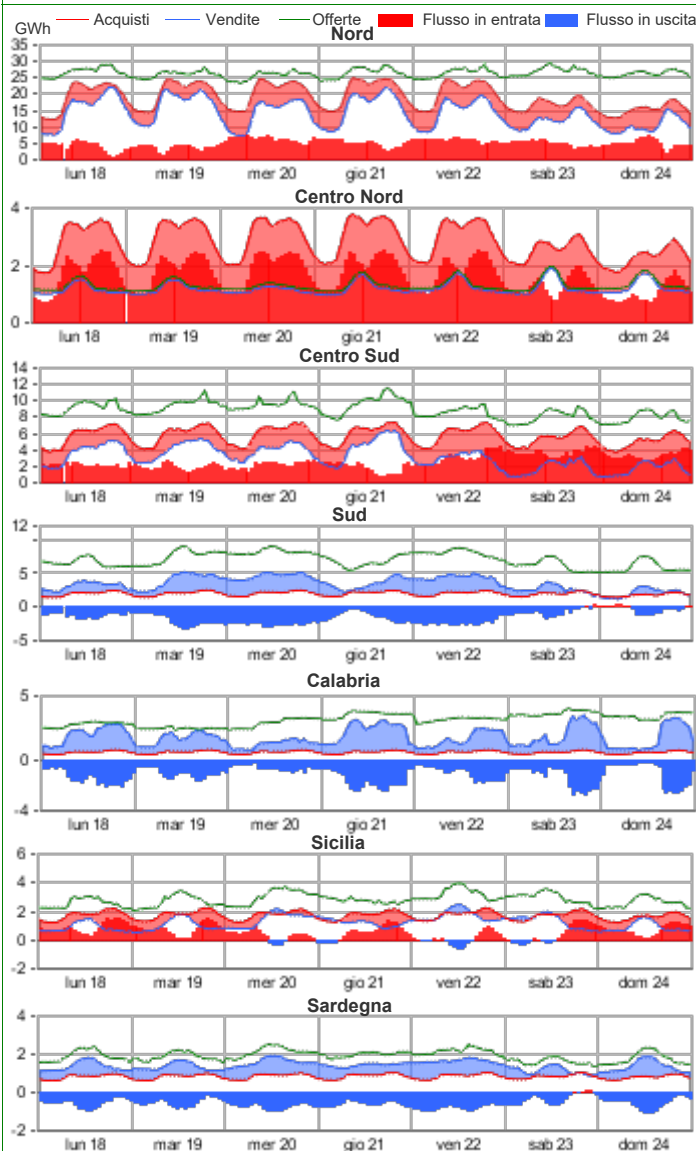 GWh Acquisti Vendite Offerte Flusso in entrata Flusso in uscita
Nord
35
30
25
20
15
10
5
0
lun 18 mar 19 mer 20 gio 21 ven 22 sab 23 dom 24
Centro Nord
4
2
0
lun 18 mar 19 mer 20 gio 21 ven 22 sab 23 dom 24
Centro Sud
14
12
10
8
6
4
2
0
lun 18 mar 19 mer 20 gio 21 ven 22 sab 23 dom 24
Sud
12
5
0
-5
lun 18 mar 19 mer 20 gio 21 ven 22 sab 23 dom 24
Calabria
5
0
-4
lun 18 mar 19 mer 20 gio 21 ven 22 sab 23 dom 24
Sicilia
6
4
2
0
-2
lun 18 mar 19 mer 20 gio 21 ven 22 sab 23 dom 24
Sardegna
4
2
0
-2
lun 18 mar 19 mer 20 gio 21 ven 22 sab 23 dom 24